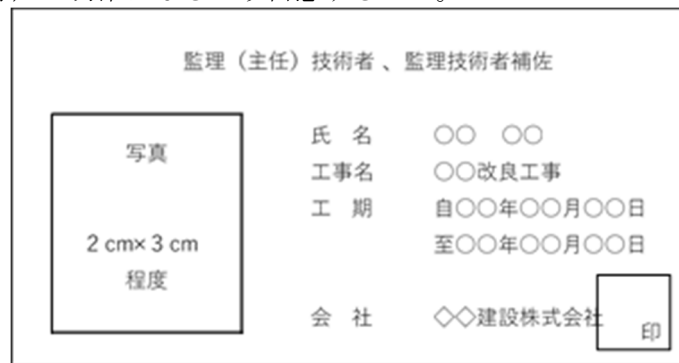 監理（主任）技術者 、監理技術者補佐
写真
2 cm× 3 cm
程度
氏　名　○○　○○
工事名　○○改良工事
工　期　自○○年○○月○○日
至○○年○○月○○日
会　社　◇◇建設株式会社
印